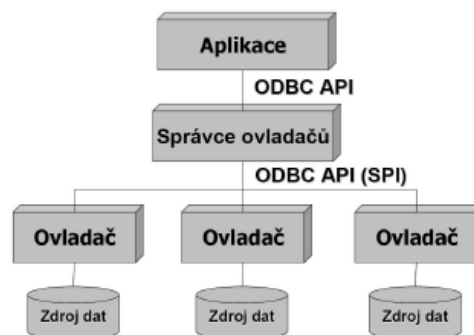 Aplikace
ODBC API
Správce ovladačů
ODBC API (SPI)
Ovladač
Ovladač
Ovladač
Zdroj dat
Zdroj dat
Zdroj dat